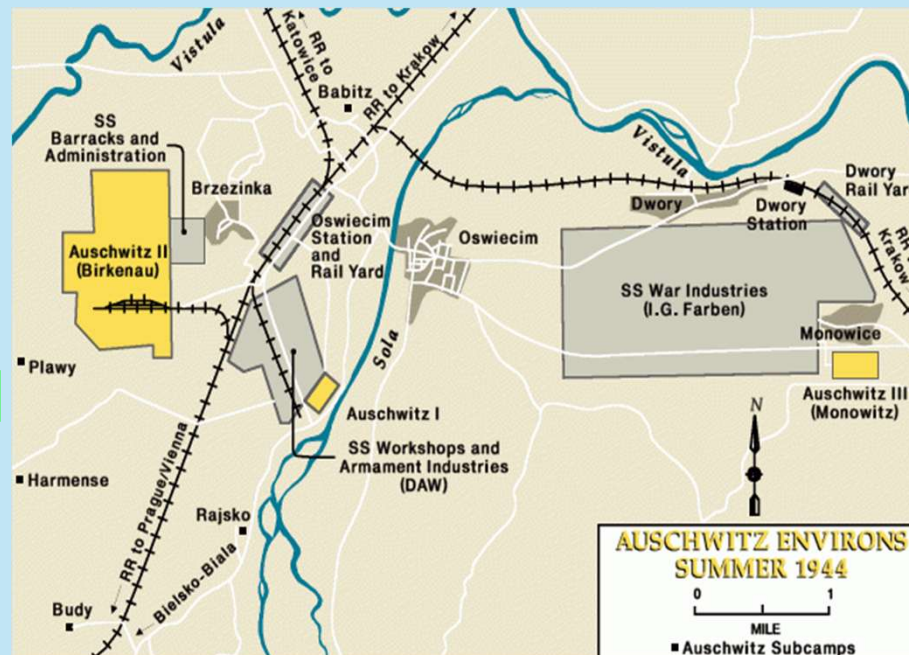 Vistula
RR to
Katowice
RR to Krakow
Babitz
SS
Barracks and
Administration
Brzezinka
Auschwitz II
(Birkenau)
Oswiecim
Station
and
Rail Yard
Oswiecim
Vistula
Dwory
Dwory
Station
Dwory
Rail Yar
RR
Krakow
SS War Industries
(I.G. Farben)
Monowice
Auschwitz III
(Monowitz)
Plawy
Sola
Auschwitz I
SS Workshops and
Armament Industries
(DAW)
N
Harmense
RR to Prague/Vienna
Rajsko
Bielsko-Biala
Budy
AUSCHWITZ ENVIRONS
SUMMER 1944
0 1
MILE
Auschwitz Subcamps